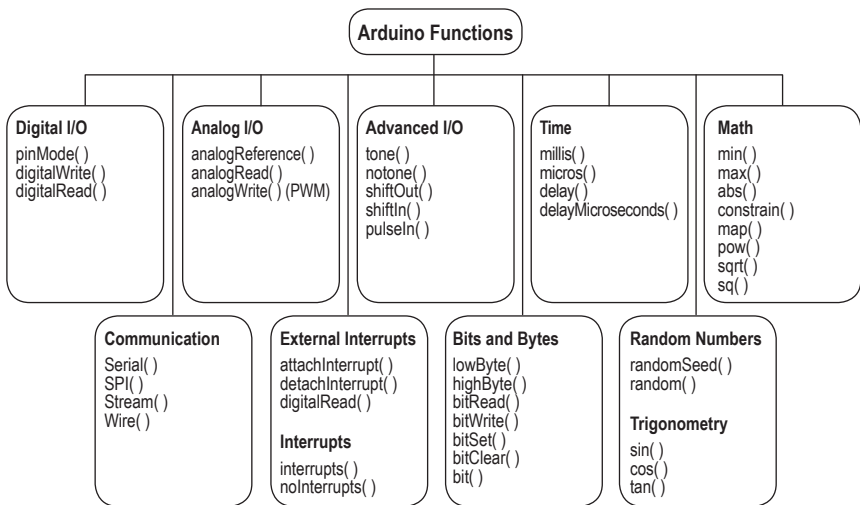 Arduino Functions
Digital I/O
pinMode( )
digitalWrite( )
digitalRead( )
Analog I/O
analogReference( )
analogRead( )
analogWrite( ) (PWM)
Advanced I/O
tone( )
notone( )
shiftOut( )
shiftIn( )
pulseIn( )
Time
millis( )
micros( )
delay( )
delayMicroseconds( )
Math
min( )
max( )
abs( )
constrain( )
map( )
pow( )
sqrt( )
sq( )
Communication
Serial( )
SPI( )
Stream( )
Wire( )
External Interrupts
attachInterrupt( )
detachInterrupt( )
digitalRead( )
Interrupts
interrupts( )
noInterrupts( )
Bits and Bytes
lowByte( )
highByte( )
bitRead( )
bitWrite( )
bitSet( )
bitClear( )
bit( )
Random Numbers
randomSeed( )
random( )
Trigonometry
sin( )
cos( )
tan( )